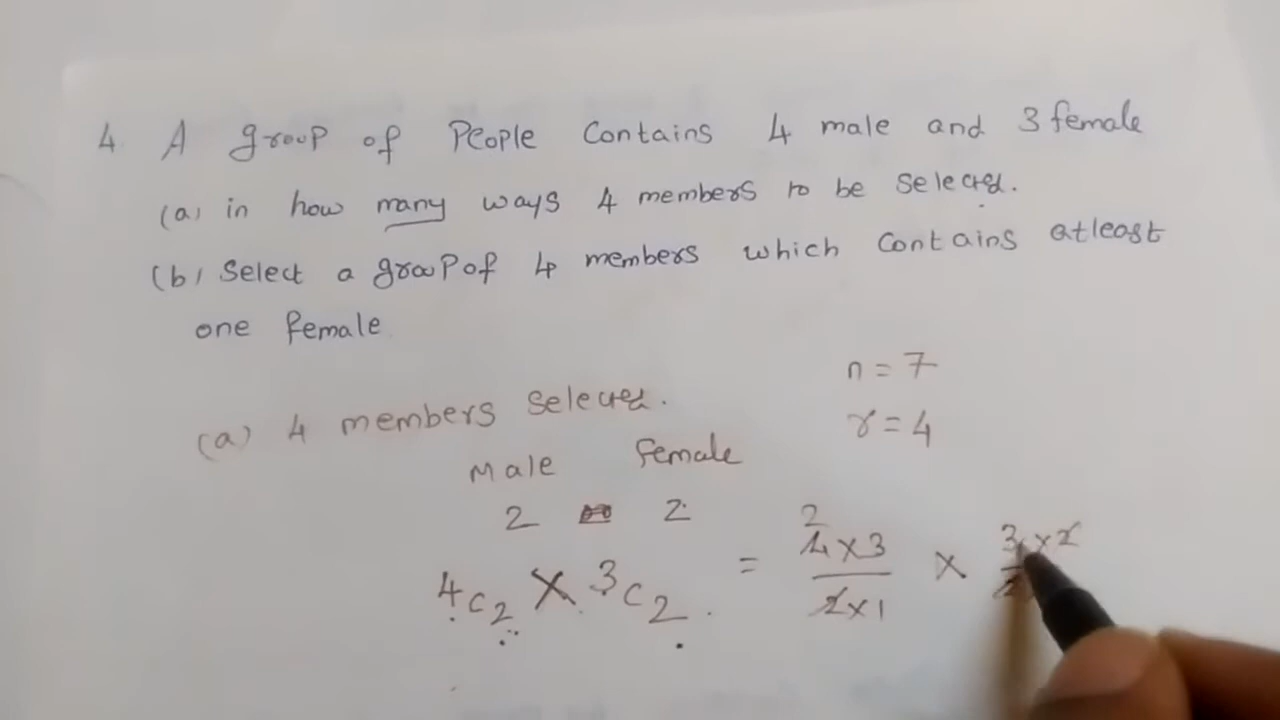 4. A group of People Contains 4 male and 3 female
(a) in how many ways 4 members to be selected.
(b) Select a group of 4 members which contains atleast
one female
n = 7
(a) 4 members selected.
r = 4
Male Female
2 2
2
4c2 X 3c2 . = 4x3 / 2x1 x 3x2